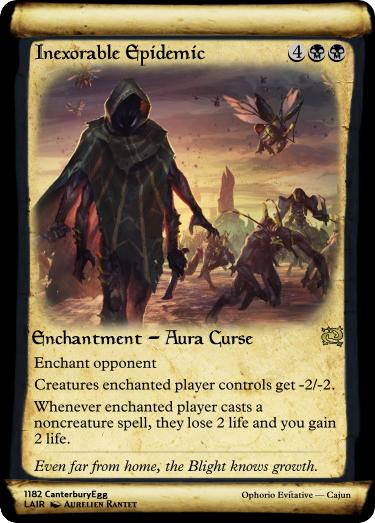 Inexorable Epidemic 4
Enchantment – Aura Curse
Enchant opponent
Creatures enchanted player controls get -2/-2.
Whenever enchanted player casts a
noncreature spell, they lose 2 life and you gain
2 life.
Even far from home, the Blight knows growth.
1182 CanterburyEgg
Ophorio Evitative — Cajun
LAIR Aurelien Rantet